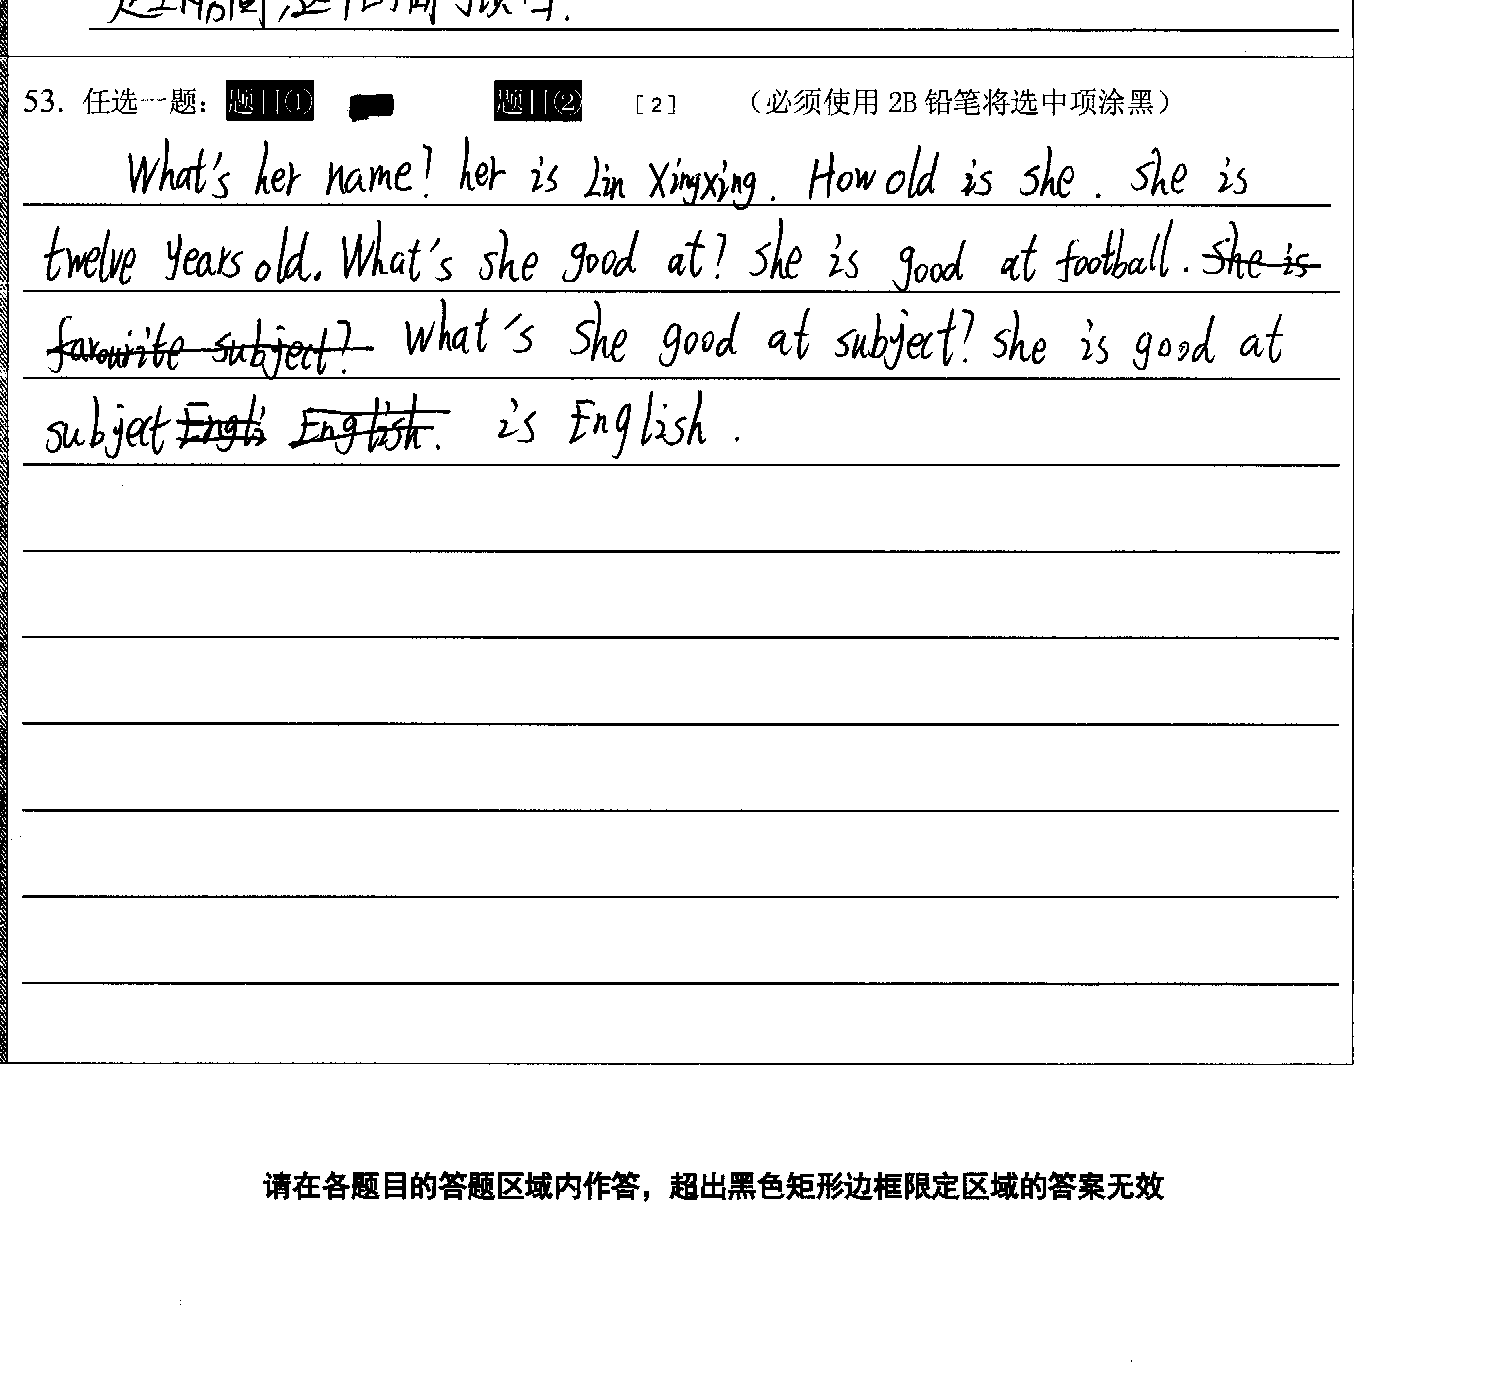 53. 任选一题： 题目① 题目② [2] （必须使用 2B 铅笔将选中项涂黑）
What's her name? her is Lin Xingxing. How old is she. She is
twelve years old. What's she good at? She is good at football. She is
favourite subject? What's she good at subject? She is good at
subject Engli English. is English.
请在各题目的答题区域内作答，超出黑色矩形边框限定区域的答案无效